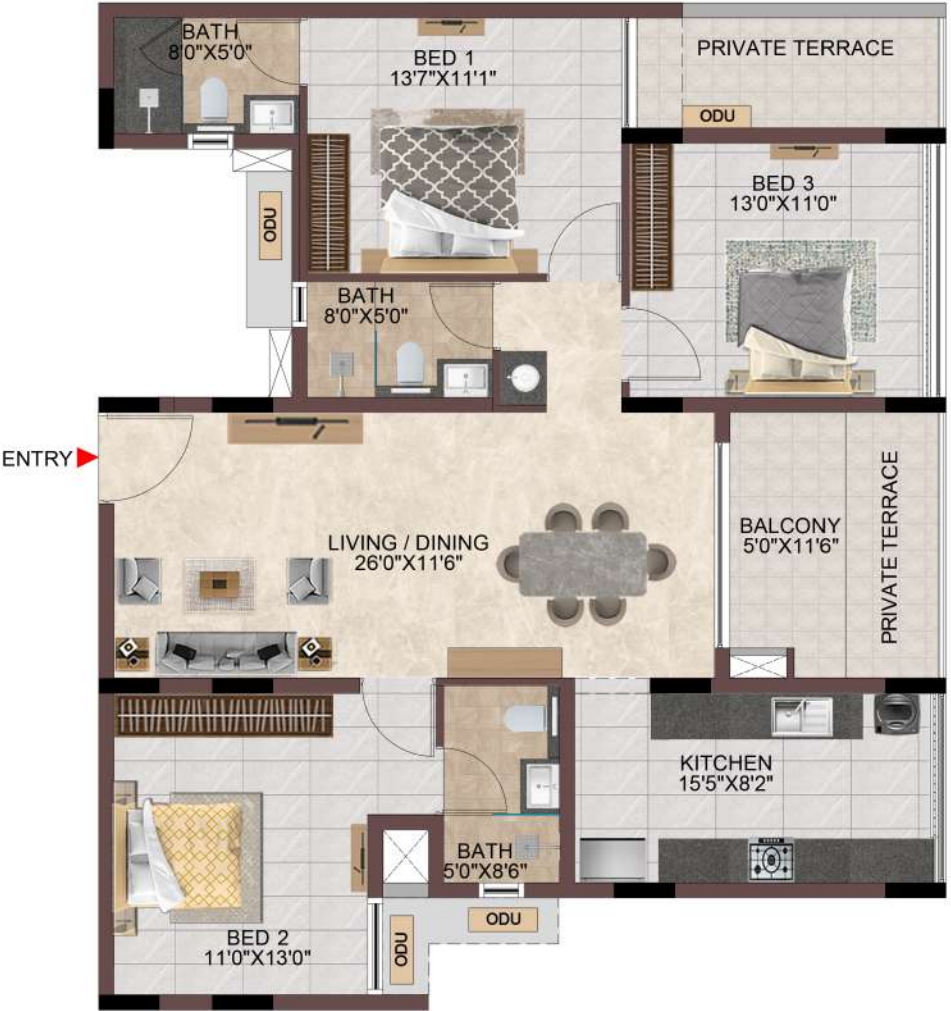 BATH
8'0"X5'0"
BED 1
13'7"X11'1"
PRIVATE TERRACE
ODU
BED 3
13'0"X11'0"
ODU
BATH
8'0"X5'0"
ENTRY
LIVING / DINING
26'0"X11'6"
BALCONY
5'0"X11'6"
PRIVATE TERRACE
KITCHEN
15'5"X8'2"
BATH
5'0"X8'6"
BED 2
11'0"X13'0"
ODU
ODU